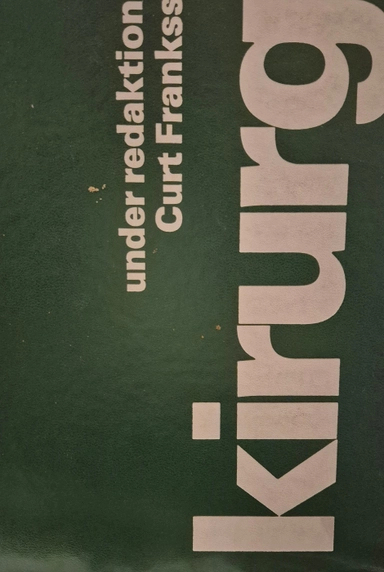 under redaktion
Curt Frankss
kirurg